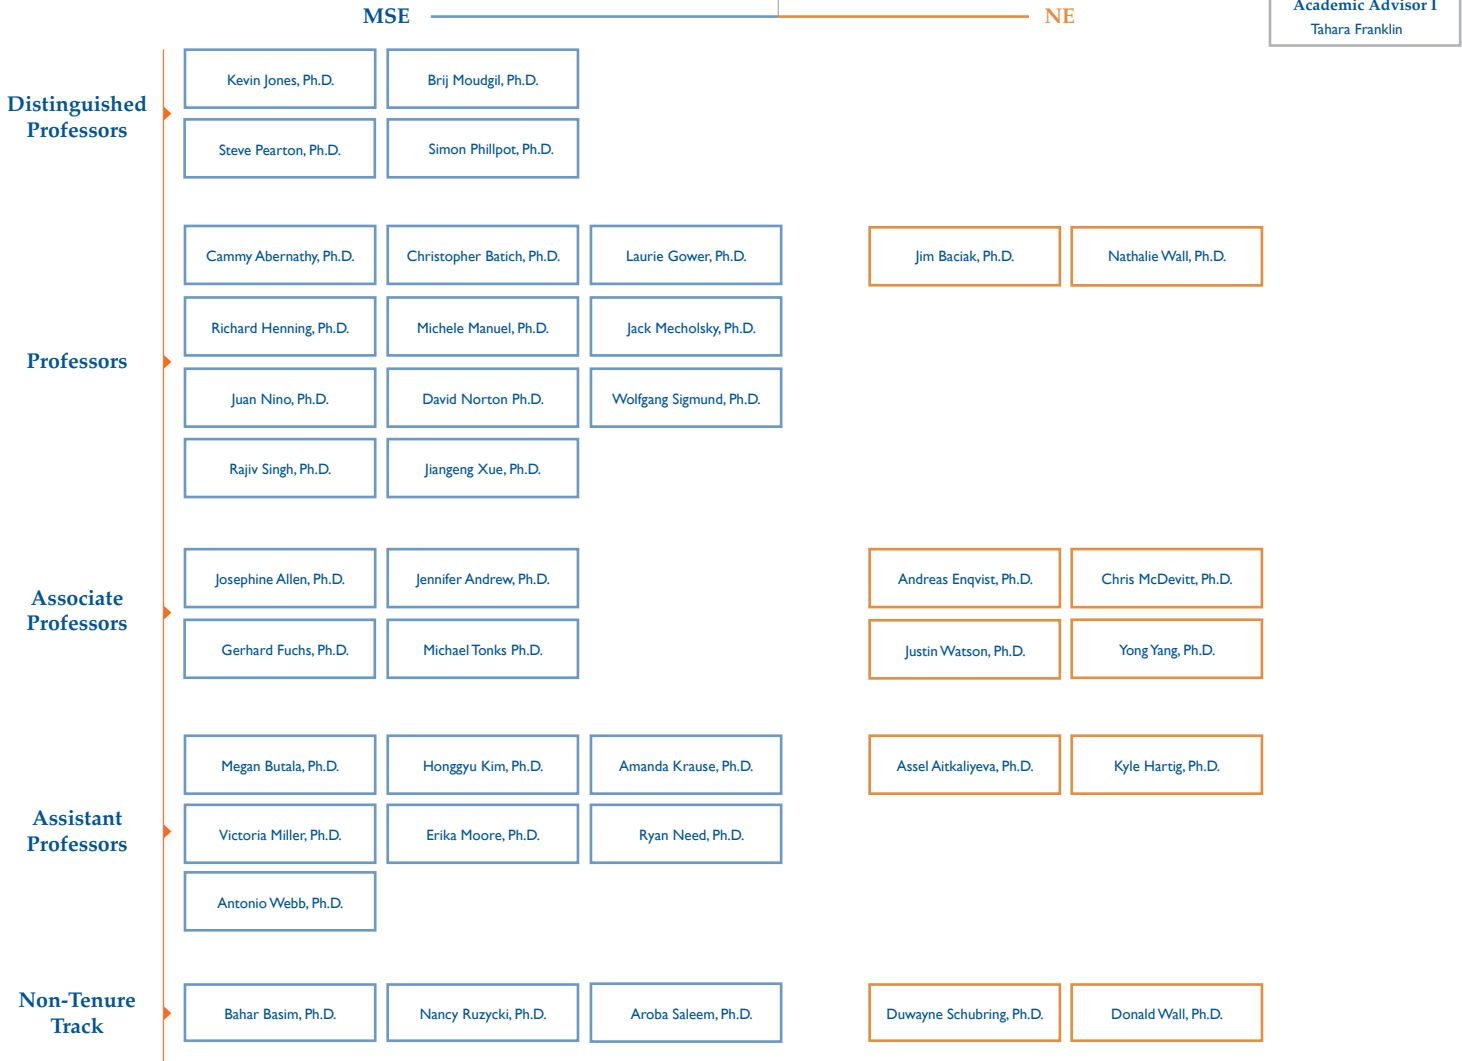 MSE
NE
Academic Advisor I
Tahara Franklin
Distinguished
Professors
Kevin Jones, Ph.D.
Brij Moudgil, Ph.D.
Steve Pearton, Ph.D.
Simon Phillpot, Ph.D.
Professors
Cammy Abernathy, Ph.D.
Christopher Batich, Ph.D.
Laurie Gower, Ph.D.
Jim Baciak, Ph.D.
Nathalie Wall, Ph.D.
Richard Henning, Ph.D.
Michele Manuel, Ph.D.
Jack Mecholsky, Ph.D.
Juan Nino, Ph.D.
David Norton Ph.D.
Wolfgang Sigmund, Ph.D.
Rajiv Singh, Ph.D.
Jiangeng Xue, Ph.D.
Associate
Professors
Josephine Allen, Ph.D.
Jennifer Andrew, Ph.D.
Andreas Enqvist, Ph.D.
Chris McDevitt, Ph.D.
Gerhard Fuchs, Ph.D.
Michael Tonks Ph.D.
Justin Watson, Ph.D.
Yong Yang, Ph.D.
Assistant
Professors
Megan Butala, Ph.D.
Honggyu Kim, Ph.D.
Amanda Krause, Ph.D.
Assel Aitkaliyeva, Ph.D.
Kyle Hartig, Ph.D.
Victoria Miller, Ph.D.
Erika Moore, Ph.D.
Ryan Need, Ph.D.
Antonio Webb, Ph.D.
Non-Tenure
Track
Bahar Basim, Ph.D.
Nancy Ruzycki, Ph.D.
Aroba Saleem, Ph.D.
Duwayne Schubring, Ph.D.
Donald Wall, Ph.D.